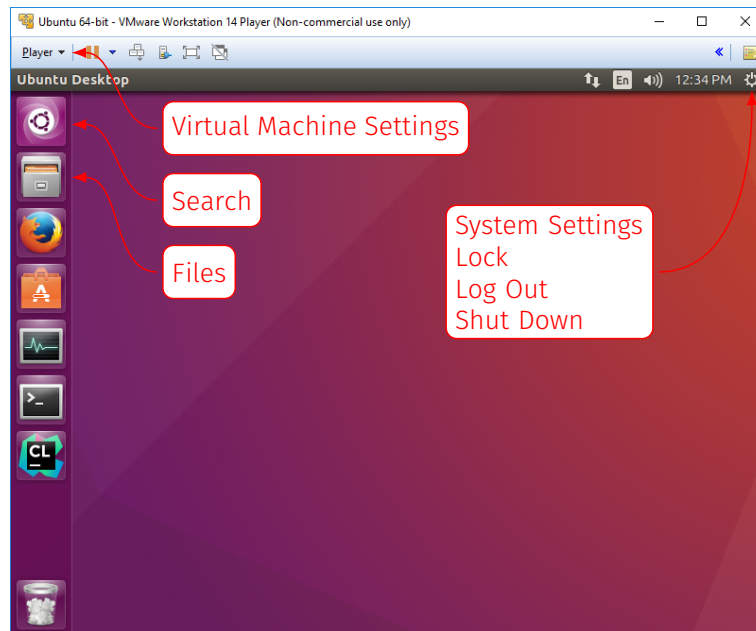 Ubuntu 64-bit - VMware Workstation 14 Player (Non-commercial use only)
Player
Ubuntu Desktop En 12:34 PM
Virtual Machine Settings
Search
Files
System Settings
Lock
Log Out
Shut Down
A
>_
CL